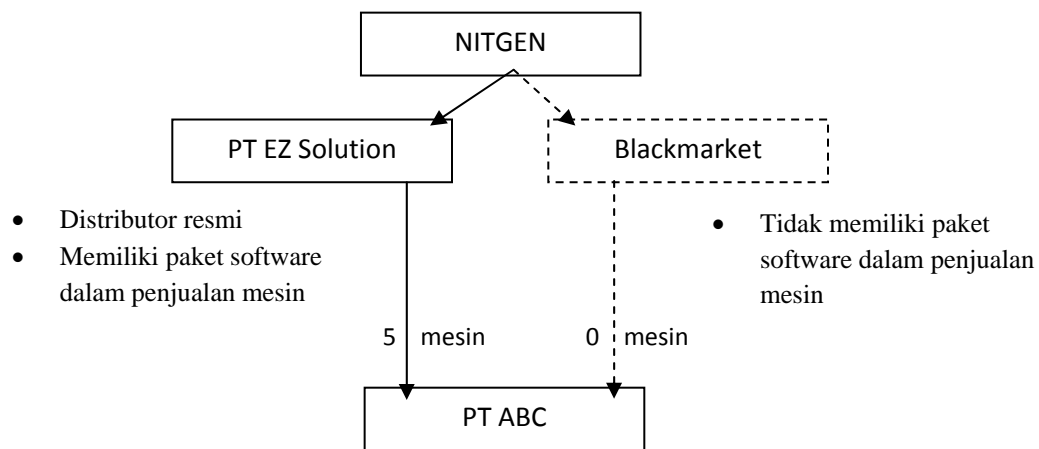 NITGEN
PT EZ Solution
Blackmarket
• Distributor resmi
• Memiliki paket software
dalam penjualan mesin
• Tidak memiliki paket
software dalam penjualan
mesin
5 mesin
0 mesin
PT ABC